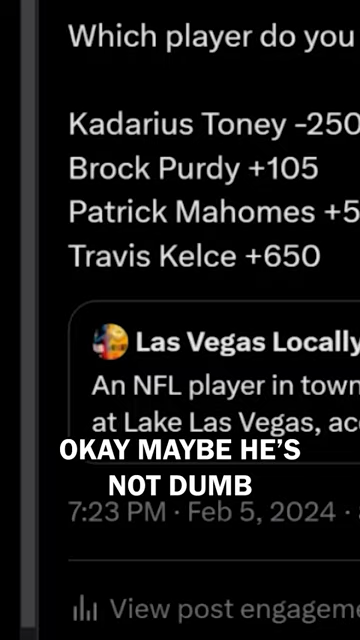 Which player do you
Kadarius Toney -250
Brock Purdy +105
Patrick Mahomes +5
Travis Kelce +650
Las Vegas Locally
An NFL player in town
at Lake Las Vegas, acc
OKAY MAYBE HE'S
NOT DUMB
7:23 PM · Feb 5, 2024 ·
View post engageme